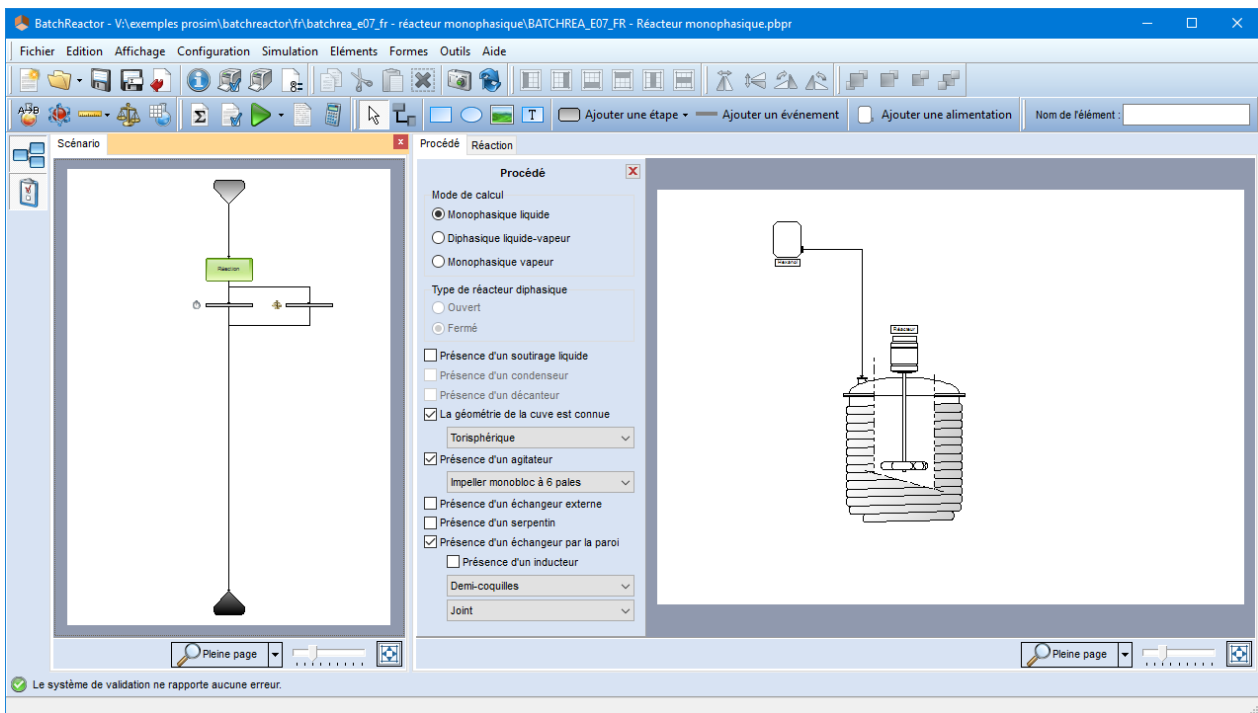 BatchReactor - V:\exemples prosim\batchreactor\fr\batchrea_e07_fr - réacteur monophasique\BATCHREA_E07_FR - Réacteur monophasique.pbpr
Fichier Edition Affichage Configuration Simulation Eléments Formes Outils Aide
Ajouter une étape Ajouter un événement Ajouter une alimentation Nom de l'élément :
Scénario
Réaction
Pleine page
Procédé Réaction
Procédé
Mode de calcul
Monophasique liquide
Diphasique liquide-vapeur
Monophasique vapeur
Type de réacteur diphasique
Ouvert
Fermé
Présence d'un soutirage liquide
Présence d'un condenseur
Présence d'un décanteur
La géométrie de la cuve est connue
Torisphérique
Présence d'un agitateur
Impeller monobloc à 6 pales
Présence d'un échangeur externe
Présence d'un serpentin
Présence d'un échangeur par la paroi
Présence d'un inducteur
Demi-coquilles
Joint
Hexanol
Réacteur
Pleine page
Le système de validation ne rapporte aucune erreur.